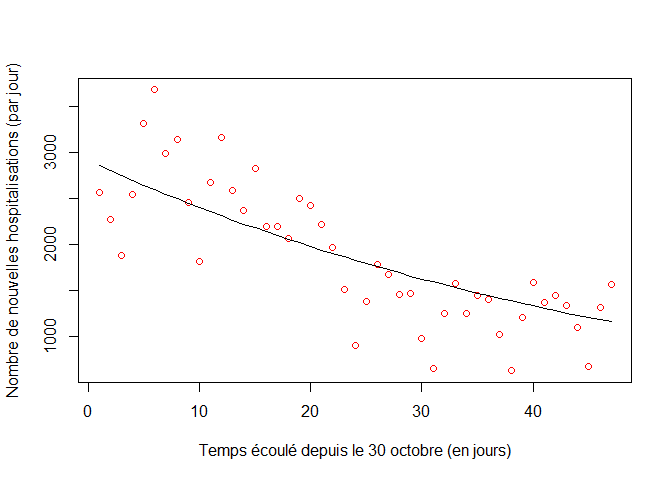 Nombre de nouvelles hospitalisations (par jour)
3000
2000
1000
0 10 20 30 40
Temps écoulé depuis le 30 octobre (en jours)